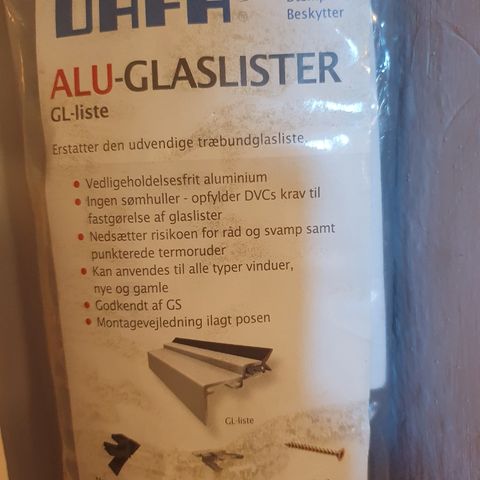 DAFA
Beskytter
ALU-GLASLISTER
GL-liste
Erstatter den udvendige træbundglasliste.
• Vedligeholdelsesfrit aluminium
• Ingen sømhuller - opfylder DVCs krav til
fastgørelse af glaslister
• Nedsætter risikoen for råd og svamp samt
punkterede termoruder
• Kan anvendes til alle typer vinduer,
nye og gamle
• Godkendt af GS
• Montagevejledning ilagt posen
GL-liste